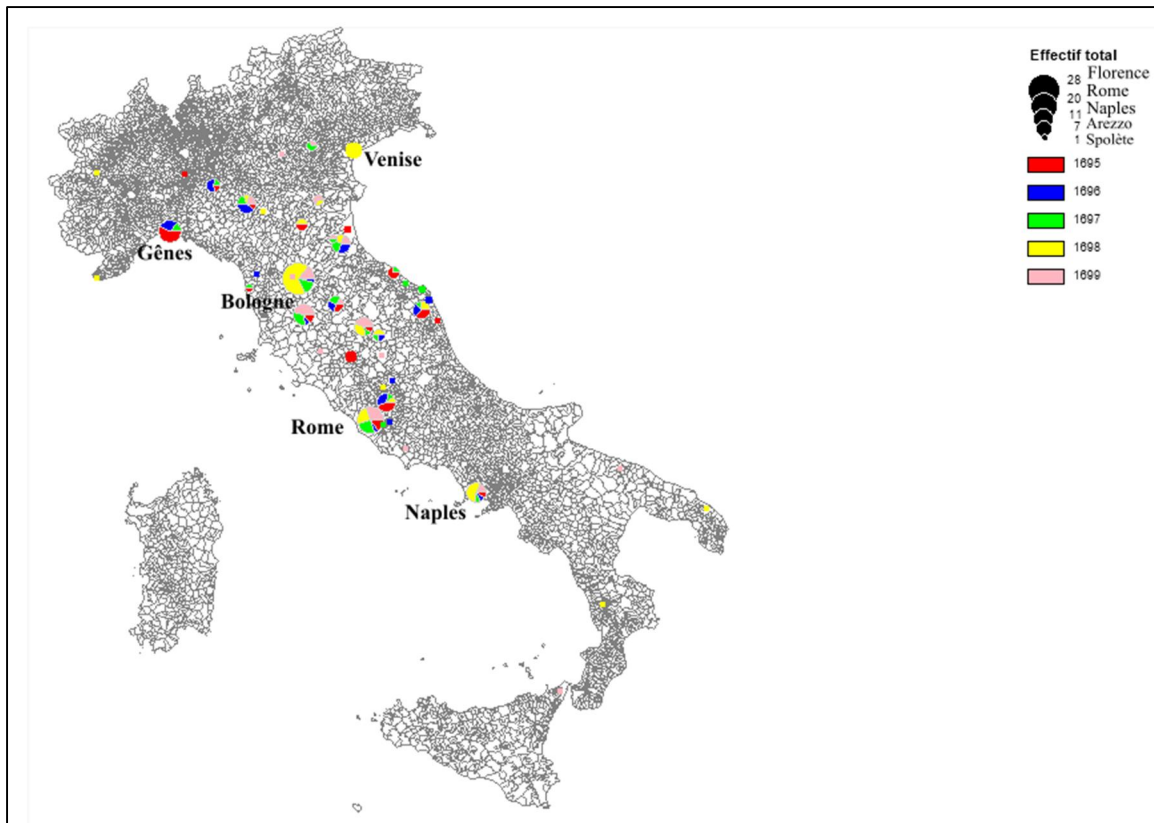 Effectif total
28 Florence
20 Rome
11 Naples
7 Arezzo
1 Spolète
1695
1696
1697
1698
1699
Venise
Gênes
Bologne
Rome
Naples